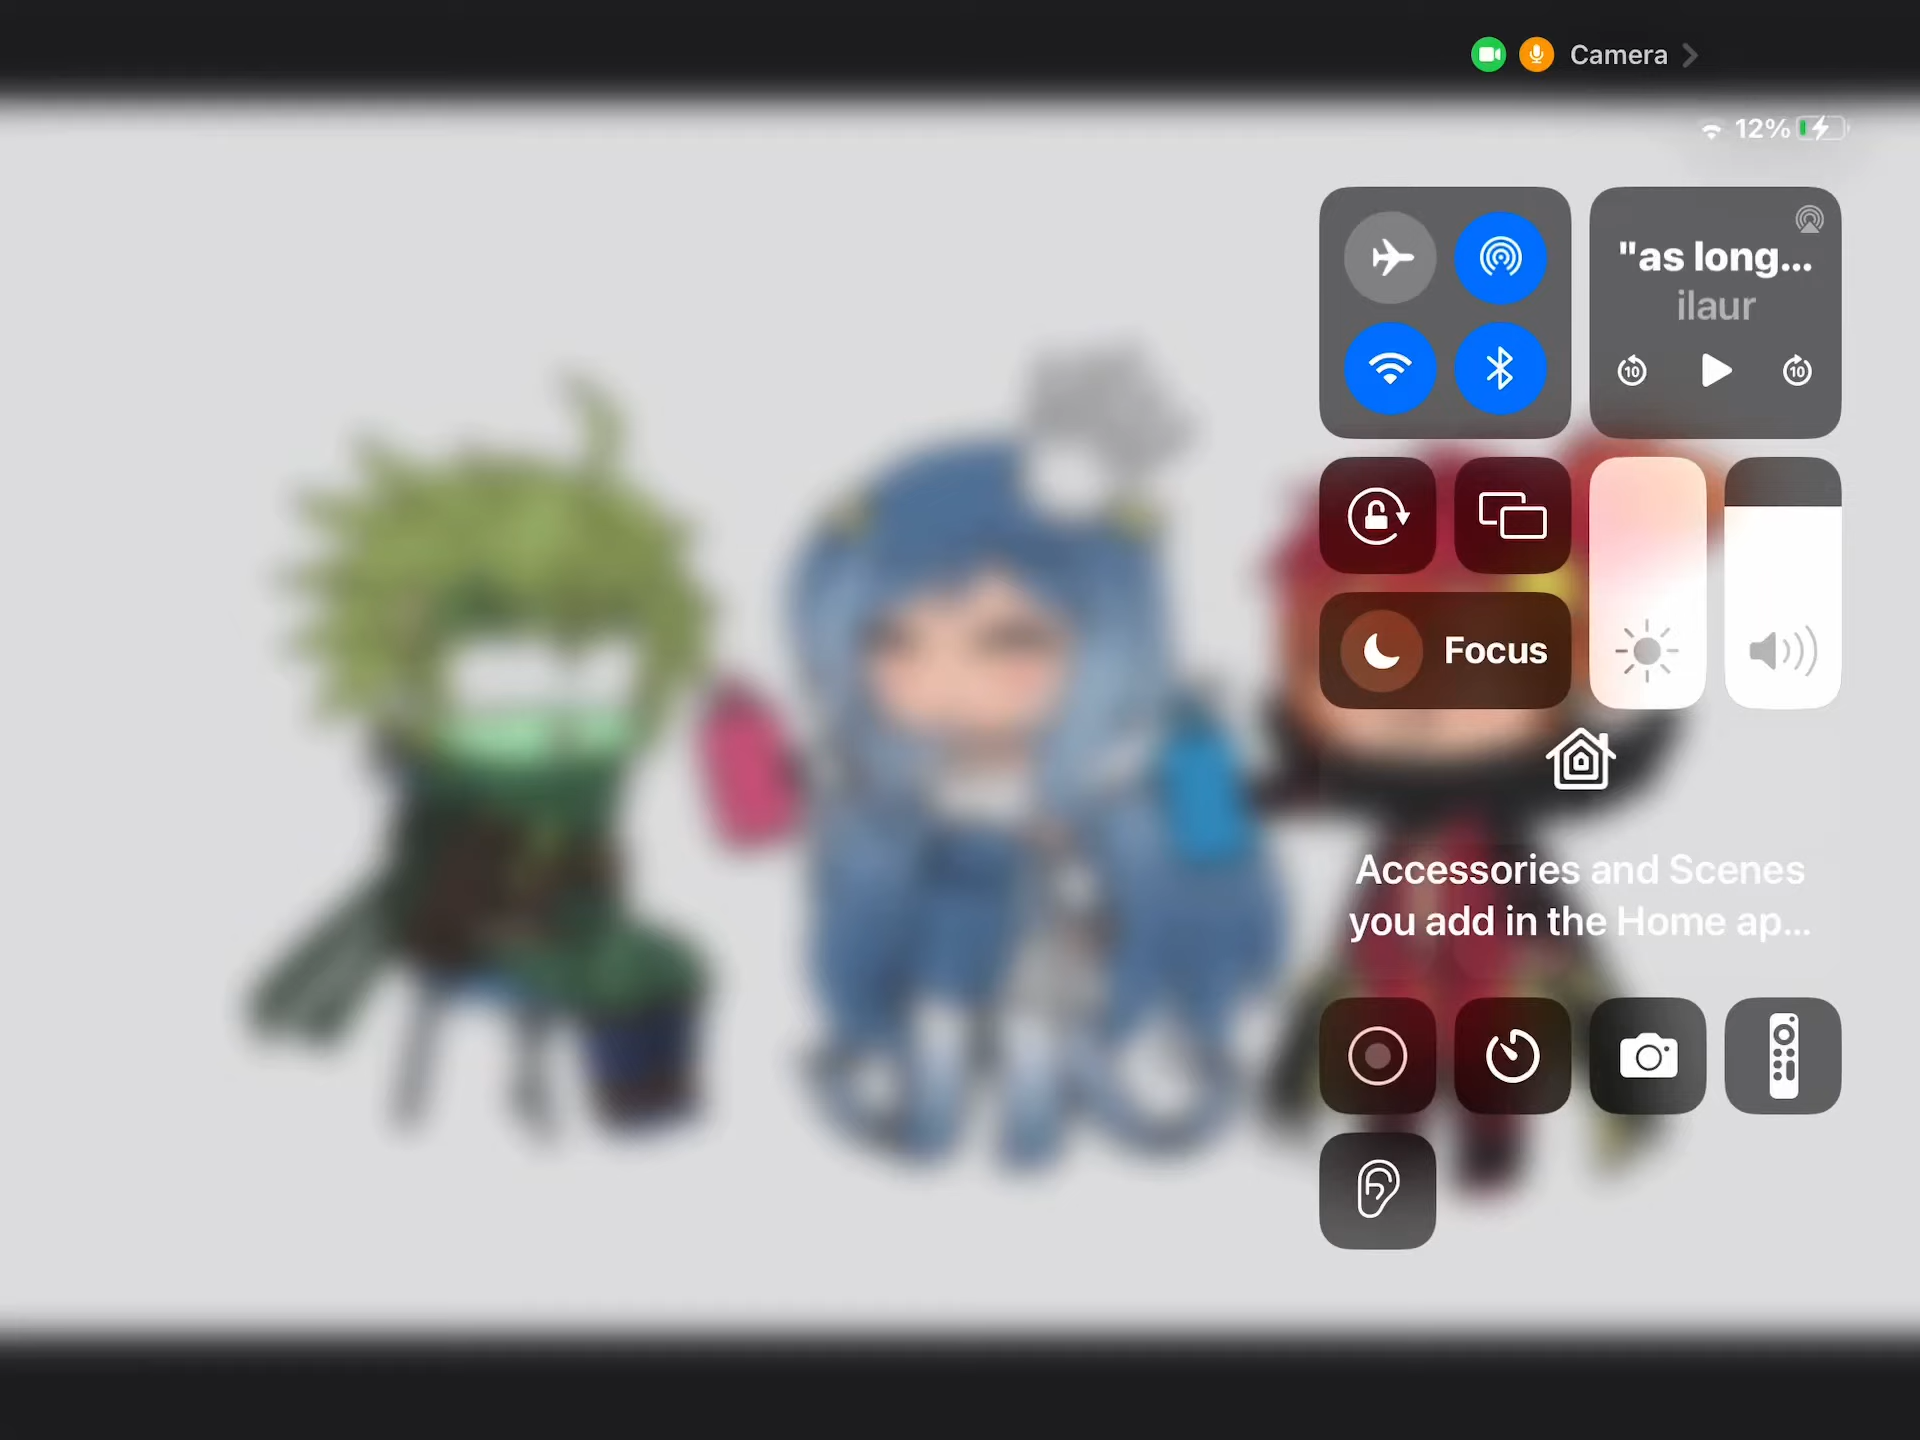 Camera
12%
"as long...
ilaur
10
10
Focus
Accessories and Scenes
you add in the Home ap...